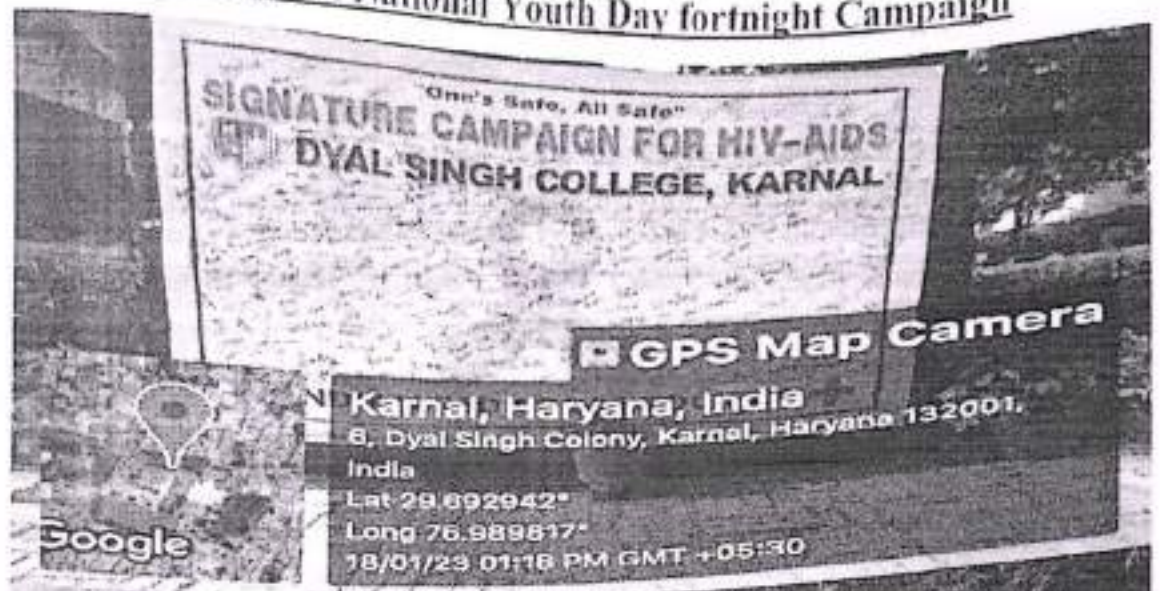 National Youth Day fortnight Campaign
"One's Safe, All Safe"
SIGNATURE CAMPAIGN FOR HIV-AIDS
DYAL SINGH COLLEGE, KARNAL
GPS Map Camera
Karnal, Haryana, India
6, Dyal Singh Colony, Karnal, Haryana 132001,
India
Lat 29.692942°
Long 76.989817°
18/01/23 01:18 PM GMT +05:30
Google